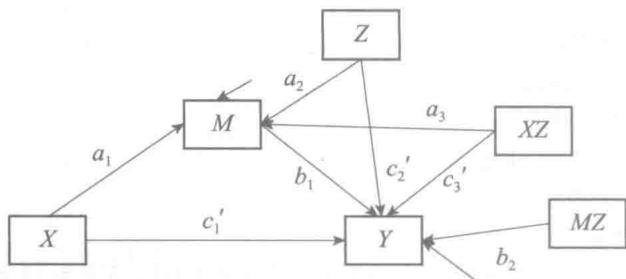 Z
a₂
M
a₃
XZ
a₁
b₁
c₂′
c₃′
MZ
X
c₁′
Y
b₂